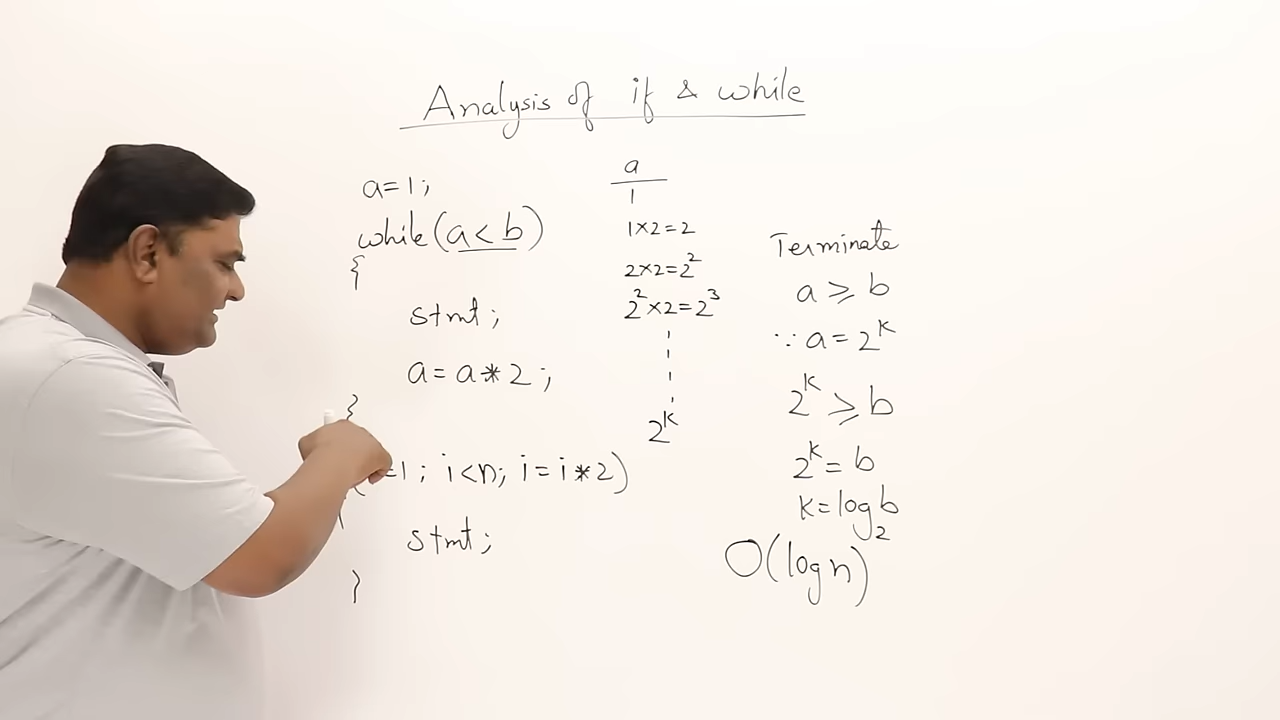 Analysis of if & while
a=1;
while(a<b)
{
stmt;
a=a*2;
}
=1; i<n; i=i*2)
{
stmt;
}
a
1
1×2=2
2×2=2²
2²×2=2³
2ᵏ
Terminate
a≥b
∵a=2ᵏ
2ᵏ≥b
2ᵏ=b
k=log₂b
O(log n)